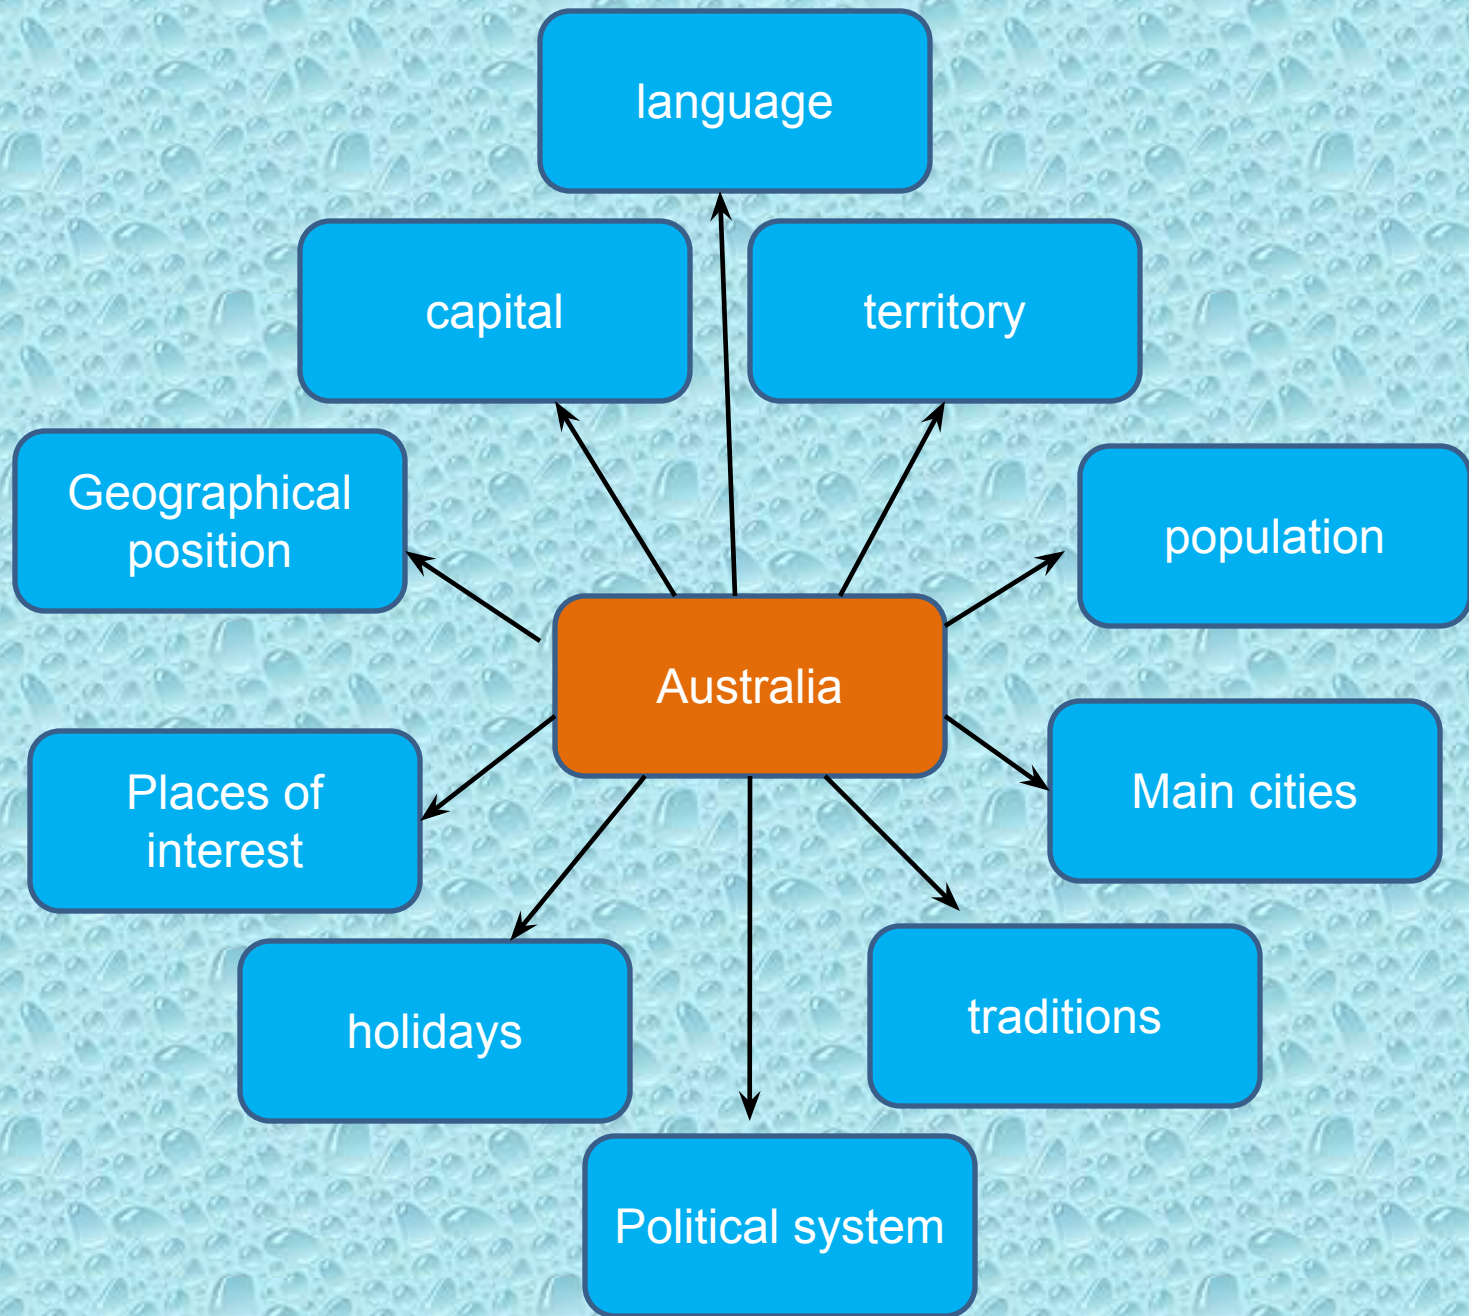 language
capital
territory
Geographical
position
population
Australia
Places of
interest
Main cities
holidays
traditions
Political system